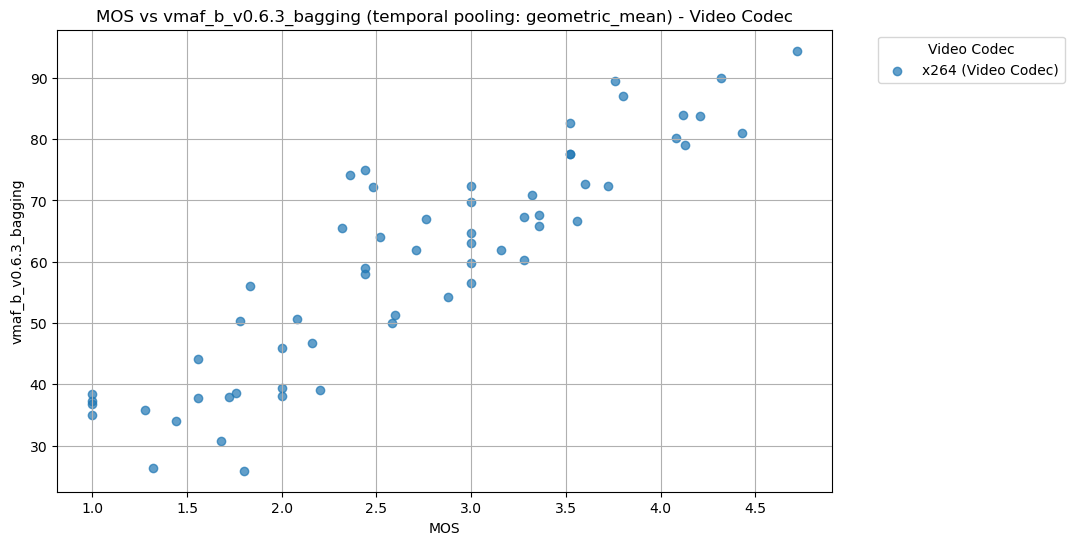 MOS vs vmaf_b_v0.6.3_bagging (temporal pooling: geometric_mean) - Video Codec
Video Codec
x264 (Video Codec)
vmaf_b_v0.6.3_bagging
90
80
70
60
50
40
30
1.0 1.5 2.0 2.5 3.0 3.5 4.0 4.5
MOS